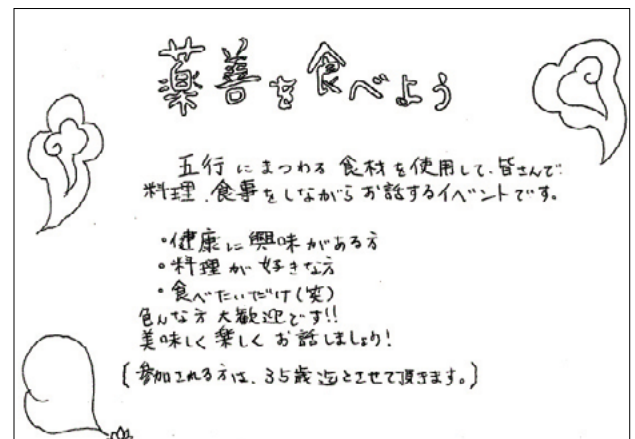 薬善を食べよう
五行にまつわる食材を使用して、皆さんで
料理、食事をしながらお話するイベントです。
・健康に興味がある方
・料理が好きな方
・食べたいだけ(笑)
色んな方大歓迎です!!
美味しく楽しくお話しましょう!
[参加される方は、35歳迄とさせて頂きます。]